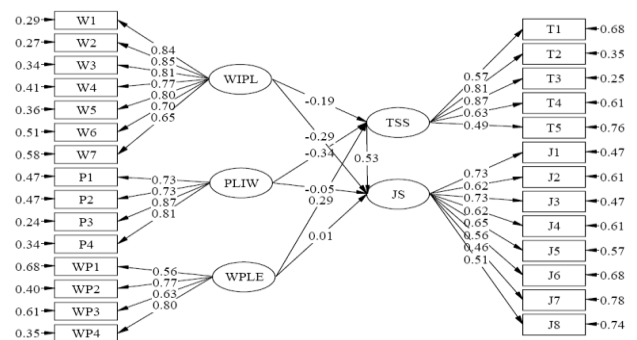 0.29 W1
0.27 W2
0.34 W3
0.41 W4
0.36 W5
0.51 W6
0.58 W7
0.47 P1
0.47 P2
0.24 P3
0.34 P4
0.68 WP1
0.40 WP2
0.61 WP3
0.35 WP4
0.84
0.85
0.81
0.77
0.80
0.70
0.65
0.73
0.73
0.87
0.81
0.56
0.77
0.63
0.80
WIPL
PLIW
WPLE
-0.19
-0.29
-0.34
0.53
-0.05
0.29
0.01
TSS
JS
0.57
0.81
0.87
0.63
0.49
0.73
0.62
0.73
0.62
0.65
0.56
0.46
0.51
T1 0.68
T2 0.35
T3 0.25
T4 0.61
T5 0.76
J1 0.47
J2 0.61
J3 0.47
J4 0.61
J5 0.57
J6 0.68
J7 0.78
J8 0.74